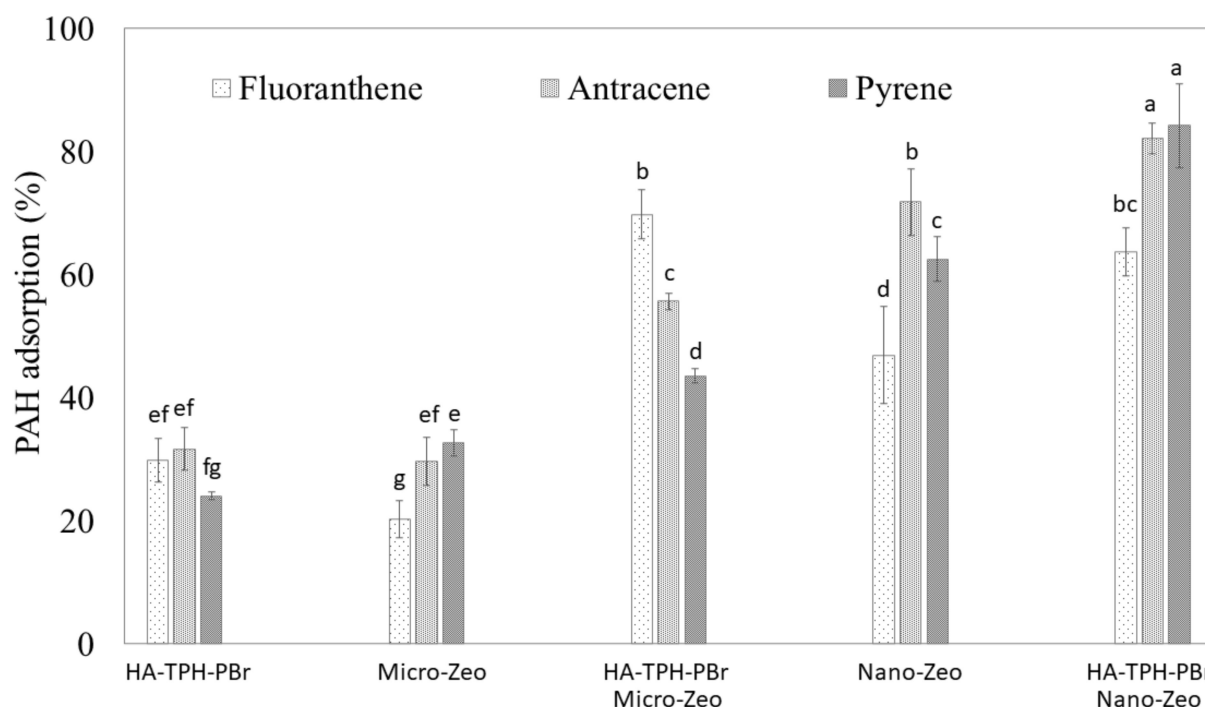 100
80
60
40
20
0
PAH adsorption (%)
Fluoranthene
Antracene
Pyrene
ef
ef
fg
g
ef
e
b
c
d
d
b
c
bc
a
a
HA-TPH-PBr
Micro-Zeo
HA-TPH-PBr
Micro-Zeo
Nano-Zeo
HA-TPH-PBr
Nano-Zeo